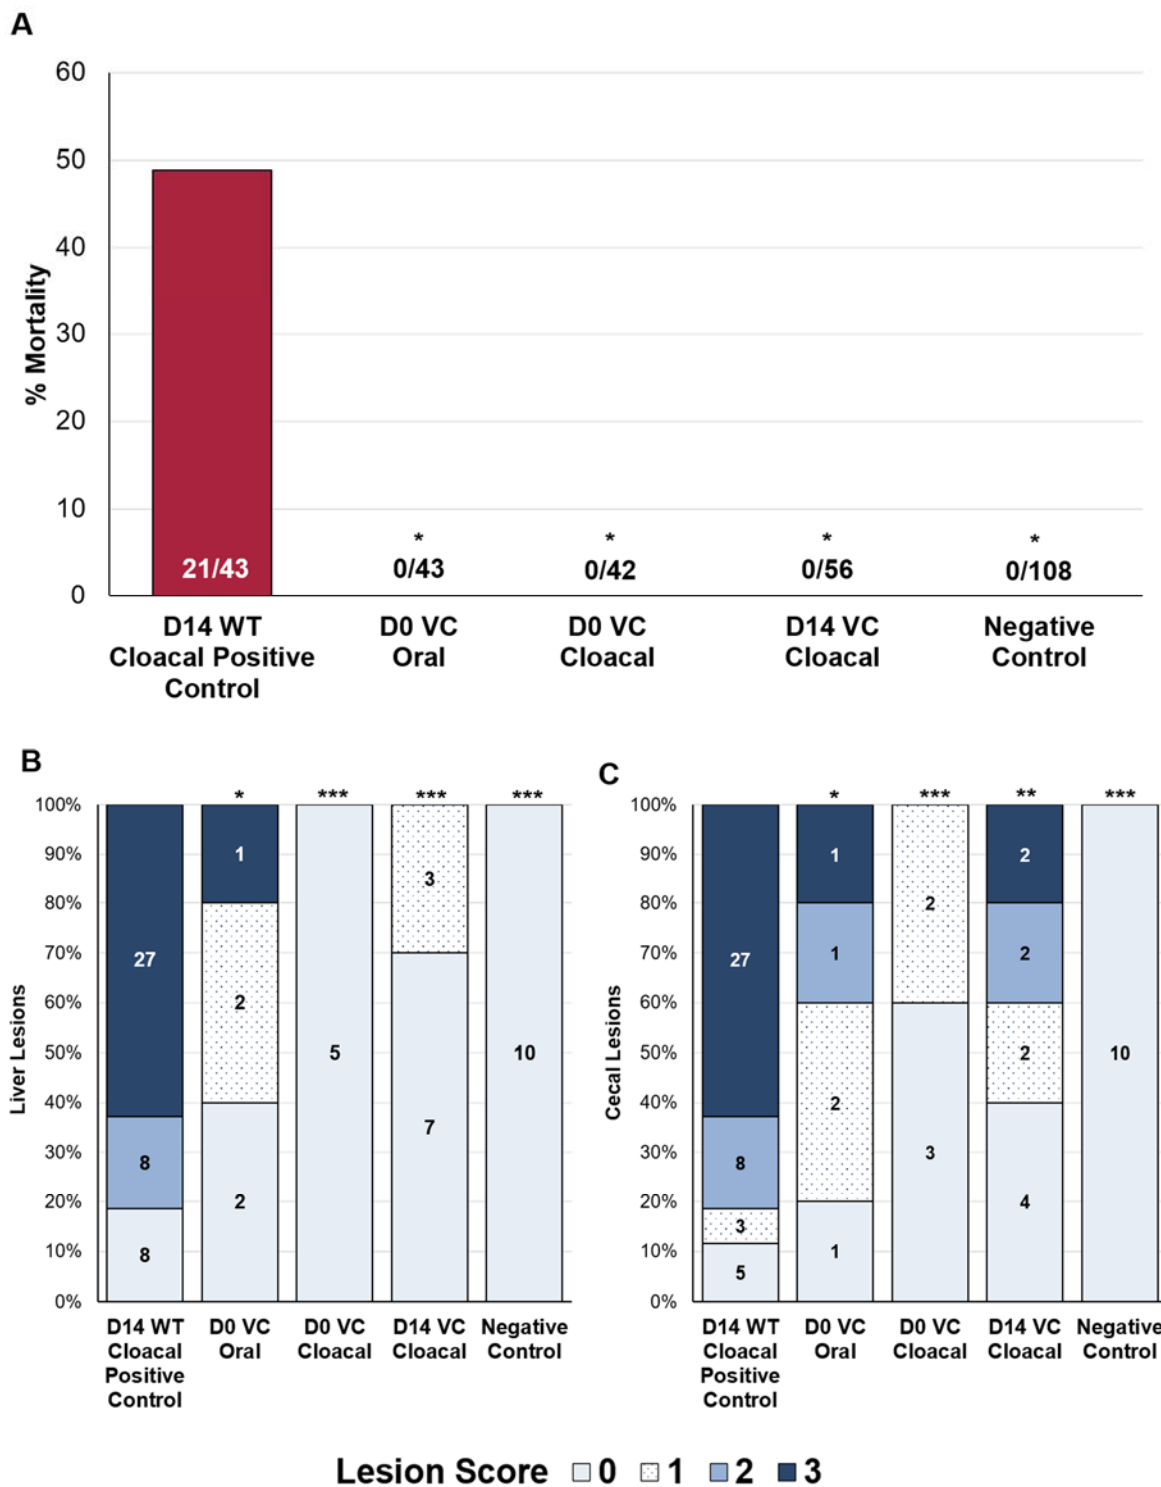 A
60
50
40
30
20
10
0
% Mortality
21/43
*
0/43
*
0/42
*
0/56
*
0/108
D14 WT
Cloacal Positive
Control
D0 VC
Oral
D0 VC
Cloacal
D14 VC
Cloacal
Negative
Control
B
100%
90%
80%
70%
60%
50%
40%
30%
20%
10%
0%
Liver Lesions
27
8
8
*
1
2
2
***
5
***
3
7
***
10
D14 WT
Cloacal
Positive
Control
D0 VC
Oral
D0 VC
Cloacal
D14 VC
Cloacal
Negative
Control
C
100%
90%
80%
70%
60%
50%
40%
30%
20%
10%
0%
Cecal Lesions
27
8
3
5
*
1
1
2
1
***
2
3
**
2
2
2
4
***
10
D14 WT
Cloacal
Positive
Control
D0 VC
Oral
D0 VC
Cloacal
D14 VC
Cloacal
Negative
Control
Lesion Score 0 1 2 3